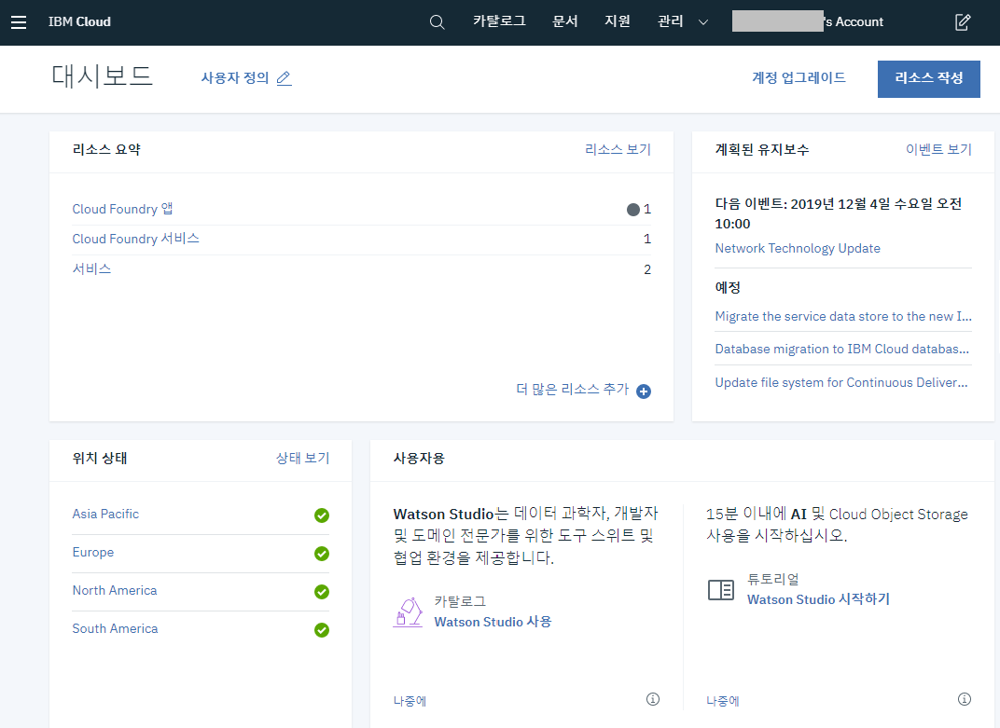 IBM Cloud
카탈로그
문서
지원
관리
's Account
대시보드
사용자 정의
계정 업그레이드
리소스 작성
리소스 요약
리소스 보기
Cloud Foundry 앱
1
Cloud Foundry 서비스
1
서비스
2
더 많은 리소스 추가
계획된 유지보수
이벤트 보기
다음 이벤트: 2019년 12월 4일 수요일 오전
10:00
Network Technology Update
예정
Migrate the service data store to the new I...
Database migration to IBM Cloud databas...
Update file system for Continuous Deliver...
위치 상태
상태 보기
Asia Pacific
Europe
North America
South America
사용자용
Watson Studio는 데이터 과학자, 개발자
및 도메인 전문가를 위한 도구 스위트 및
협업 환경을 제공합니다.
카탈로그
Watson Studio 사용
나중에
15분 이내에 AI 및 Cloud Object Storage
사용을 시작하십시오.
튜토리얼
Watson Studio 시작하기
나중에